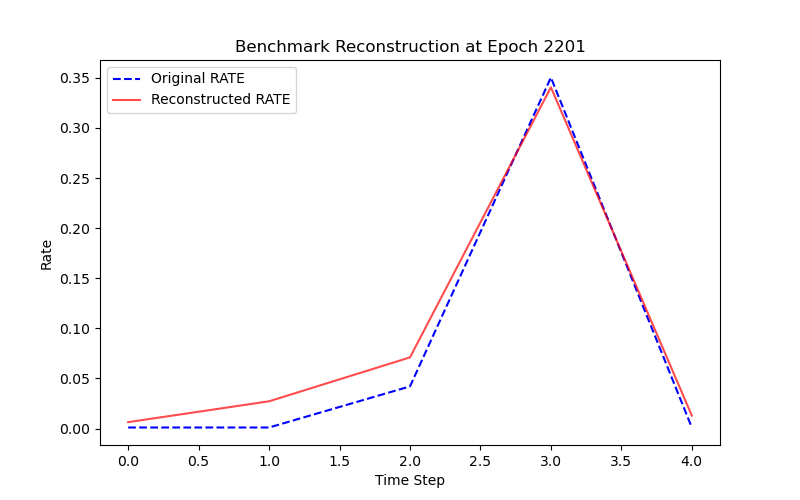 Benchmark Reconstruction at Epoch 2201
Original RATE
Reconstructed RATE
0.35
0.30
0.25
0.20
0.15
0.10
0.05
0.00
Rate
0.0 0.5 1.0 1.5 2.0 2.5 3.0 3.5 4.0
Time Step